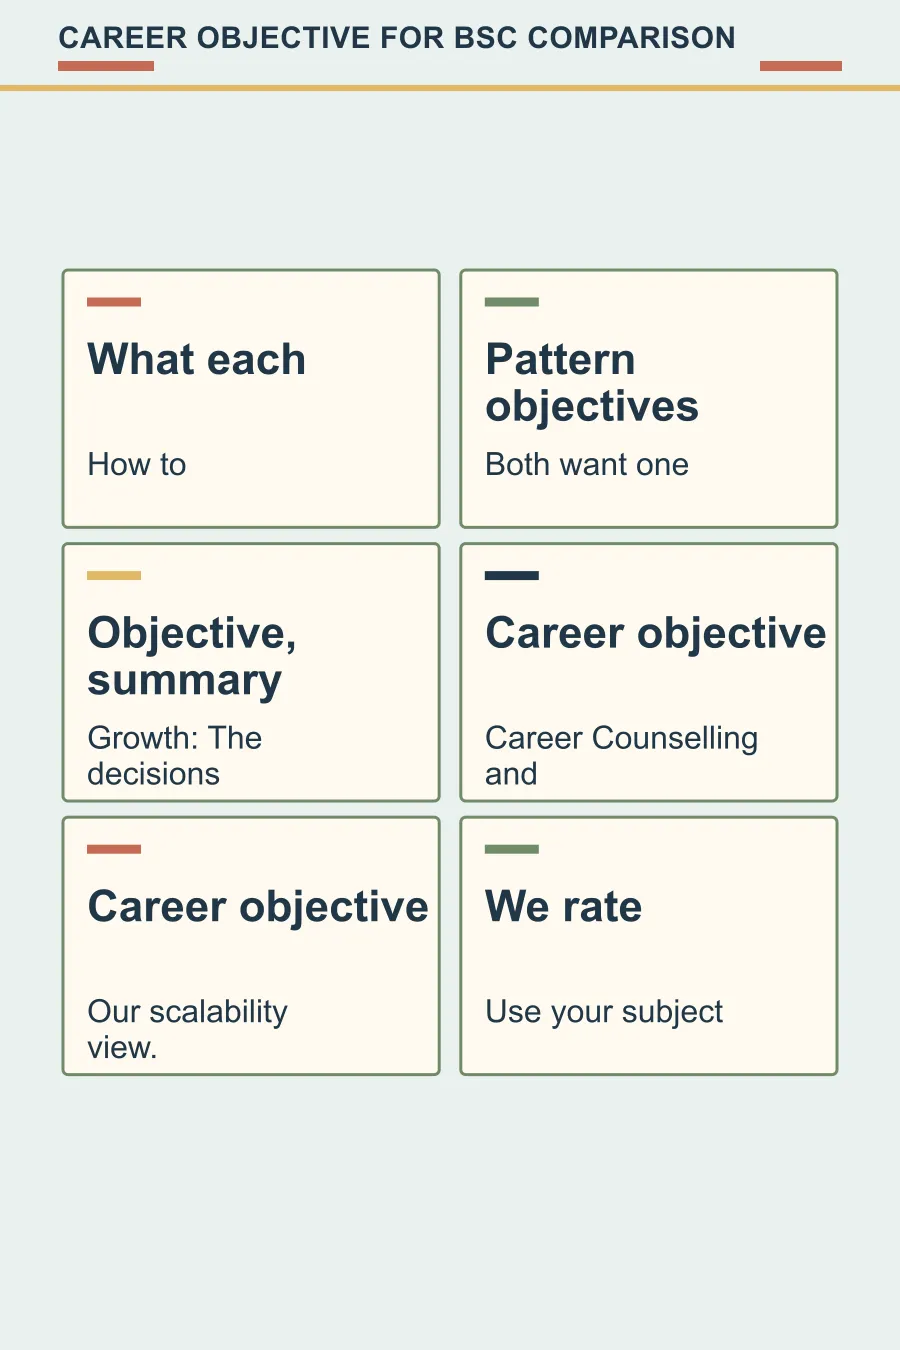 CAREER OBJECTIVE FOR BSC COMPARISON
What each
How to
Pattern
objectives
Both want one
Objective,
summary
Growth: The
decisions
Career objective
Career Counselling
and
Career objective
Our scalability
view.
We rate
Use your subject